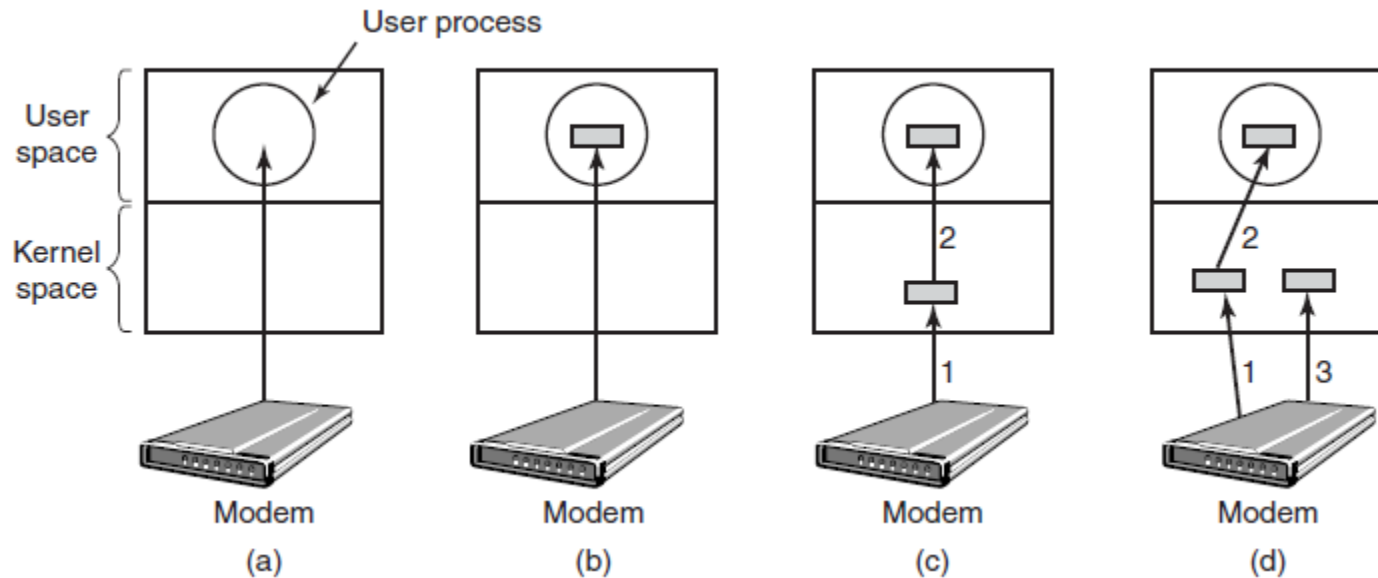 User process
User
space
Kernel
space
2
2
1
1
3
Modem
Modem
Modem
Modem
(a)
(b)
(c)
(d)